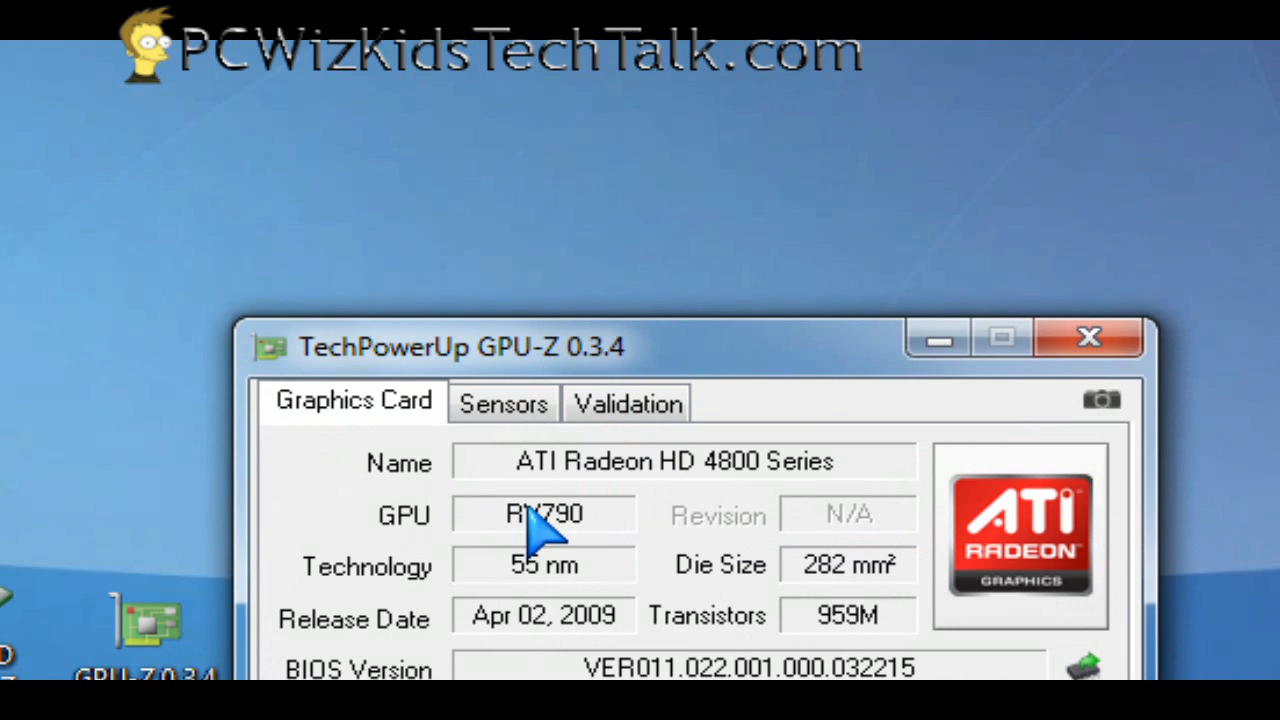 PCWizKidsTechTalk.com
TechPowerUp GPU-Z 0.3.4
Graphics Card Sensors Validation
Name ATI Radeon HD 4800 Series
GPU RV790 Revision N/A
ATI
RADEON
GRAPHICS
Technology 55 nm Die Size 282 mm²
Release Date Apr 02, 2009 Transistors 959M
BIOS Version VER011.022.001.000.032215
GPU-Z 0.3.4